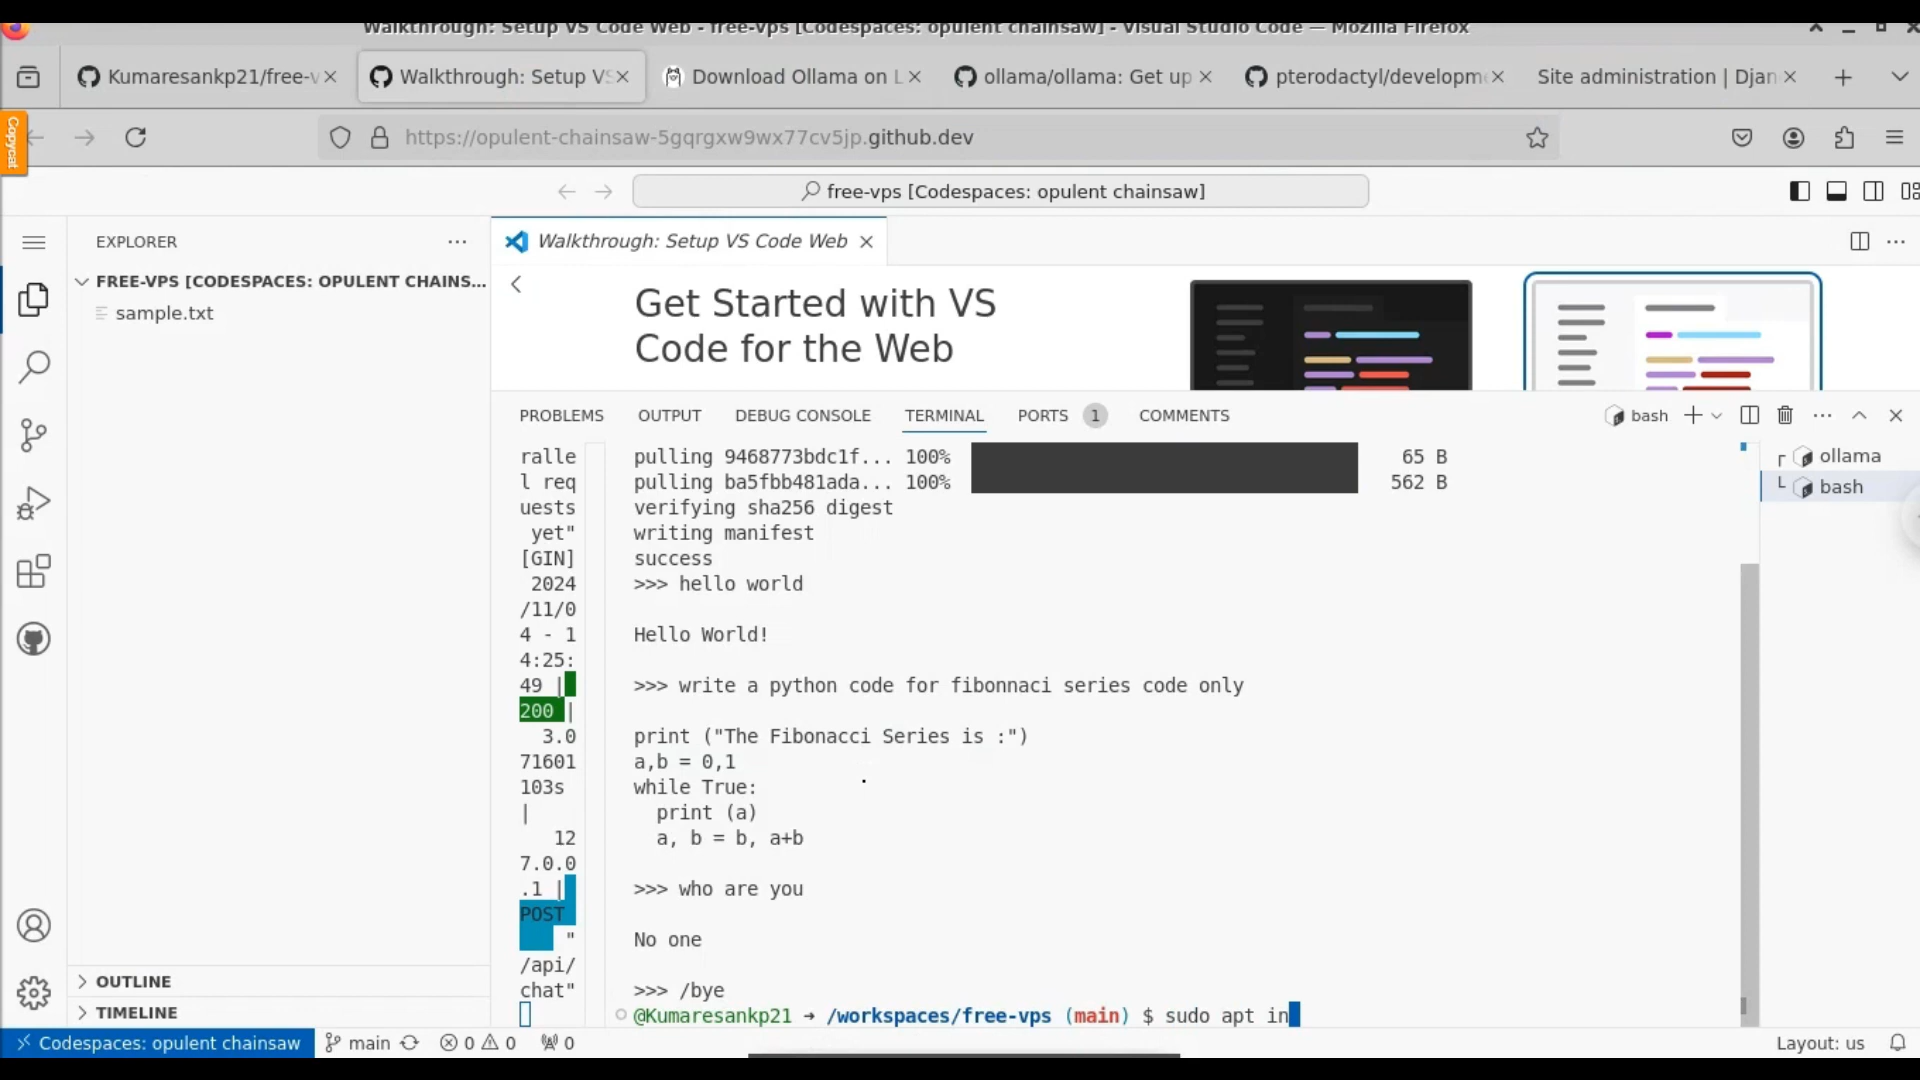 Walkthrough: Setup VS Code Web - free-vps [Codespaces: opulent chainsaw] - Visual Studio Code — Mozilla Firefox
Kumaresankp21/free-v
Walkthrough: Setup VS
Download Ollama on L
ollama/ollama: Get up
pterodactyl/developm
Site administration | Djan
Copycat
https://opulent-chainsaw-5gqrgxw9wx77cv5jp.github.dev
free-vps [Codespaces: opulent chainsaw]
EXPLORER
Walkthrough: Setup VS Code Web
FREE-VPS [CODESPACES: OPULENT CHAINS...
sample.txt
Get Started with VS
Code for the Web
PROBLEMS OUTPUT DEBUG CONSOLE TERMINAL PORTS 1 COMMENTS
bash
ralle
l req
uests
yet"
[GIN]
2024
/11/0
4 - 1
4:25:
49 |
200 |
3.0
71601
103s
|
12
7.0.0
.1 |
POST
"
/api/
chat"
pulling 9468773bdc1f... 100% 65 B
pulling ba5fbb481ada... 100% 562 B
verifying sha256 digest
writing manifest
success
>>> hello world
Hello World!
>>> write a python code for fibonnaci series code only
print ("The Fibonacci Series is :")
a,b = 0,1
while True:
  print (a)
  a, b = b, a+b
>>> who are you
No one
>>> /bye
@Kumaresankp21 → /workspaces/free-vps (main) $ sudo apt in
ollama
bash
OUTLINE
TIMELINE
Codespaces: opulent chainsaw
main
0 0
0
Layout: us